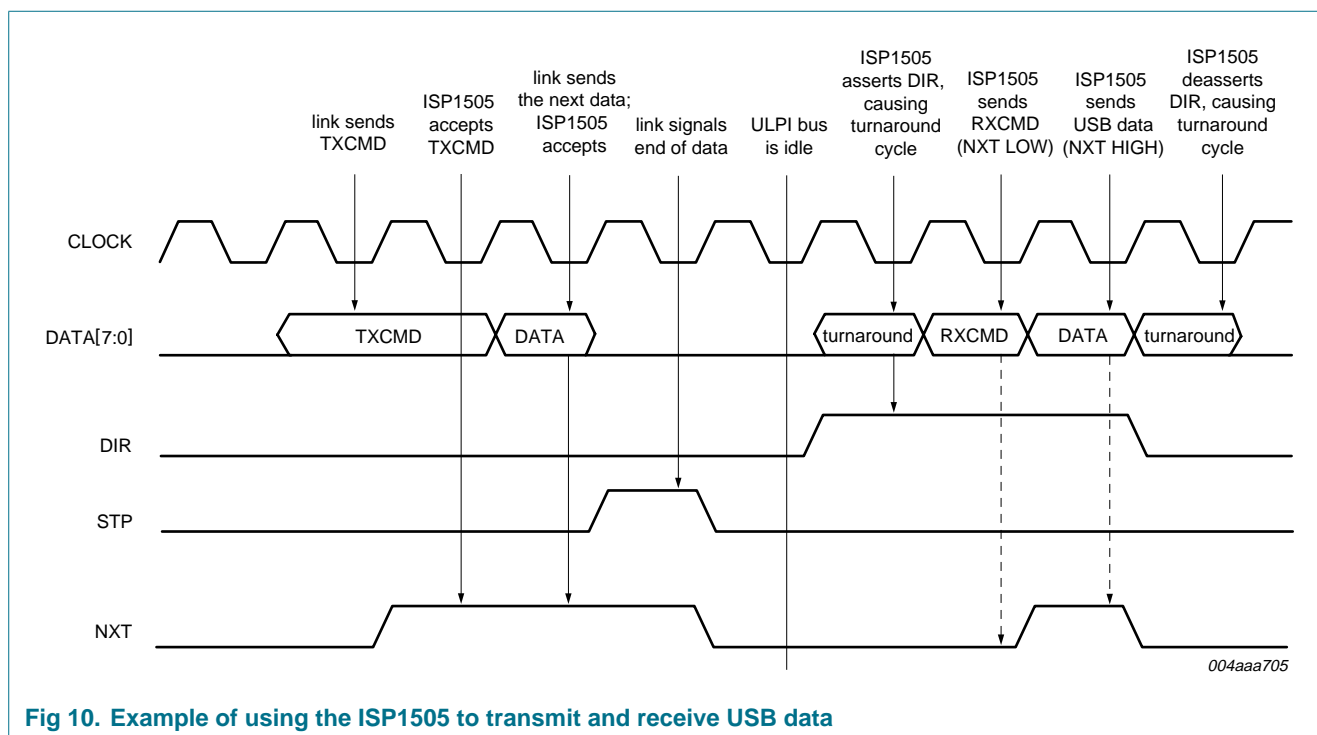 link sends
TXCMD
ISP1505
accepts
TXCMD
link sends
the next data;
ISP1505
accepts
link signals
end of data
ULPI bus
is idle
ISP1505
asserts DIR,
causing
turnaround
cycle
ISP1505
sends
RXCMD
(NXT LOW)
ISP1505
sends
USB data
(NXT HIGH)
ISP1505
deasserts
DIR, causing
turnaround
cycle
CLOCK
DATA[7:0]
TXCMD
DATA
turnaround
RXCMD
DATA
turnaround
DIR
STP
NXT
004aaa705
Fig 10. Example of using the ISP1505 to transmit and receive USB data